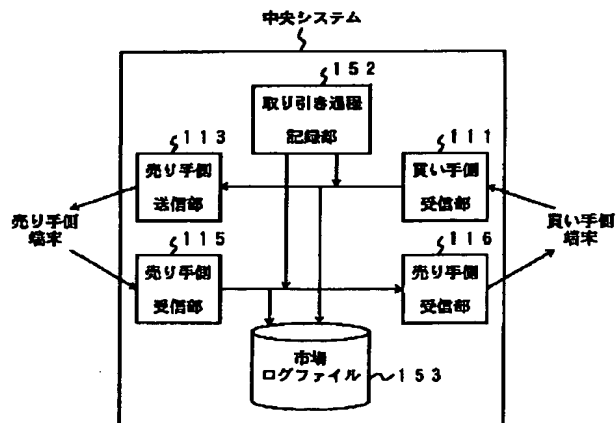 中央システム
152
取り引き過程
記録部
113
売り手側
送信部
111
買い手側
受信部
売り手側
端末
買い手側
端末
115
売り手側
受信部
116
売り手側
受信部
市場
ログファイル
153